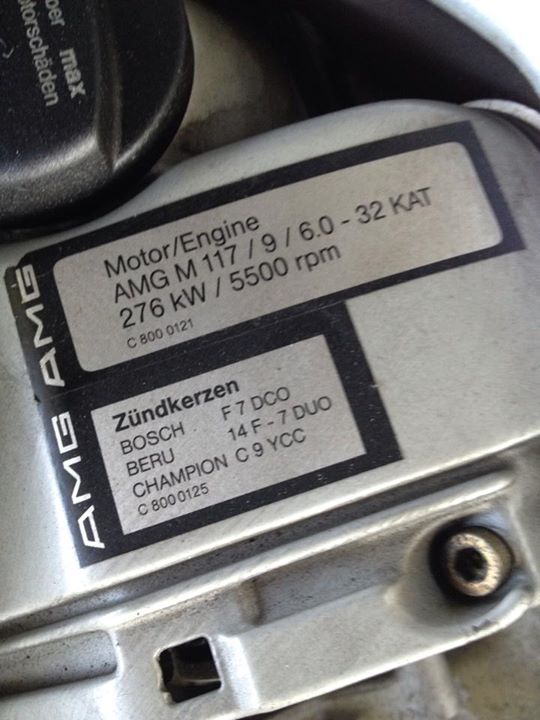 max
otorschäden
Motor/Engine
AMG M 117 / 9 / 6.0 - 32 KAT
276 kW / 5500 rpm
C 800 0121
AMG AMG
Zündkerzen
BOSCH F 7 DCO
BERU 14 F - 7 DUO
CHAMPION C 9 YCC
C 800 0125